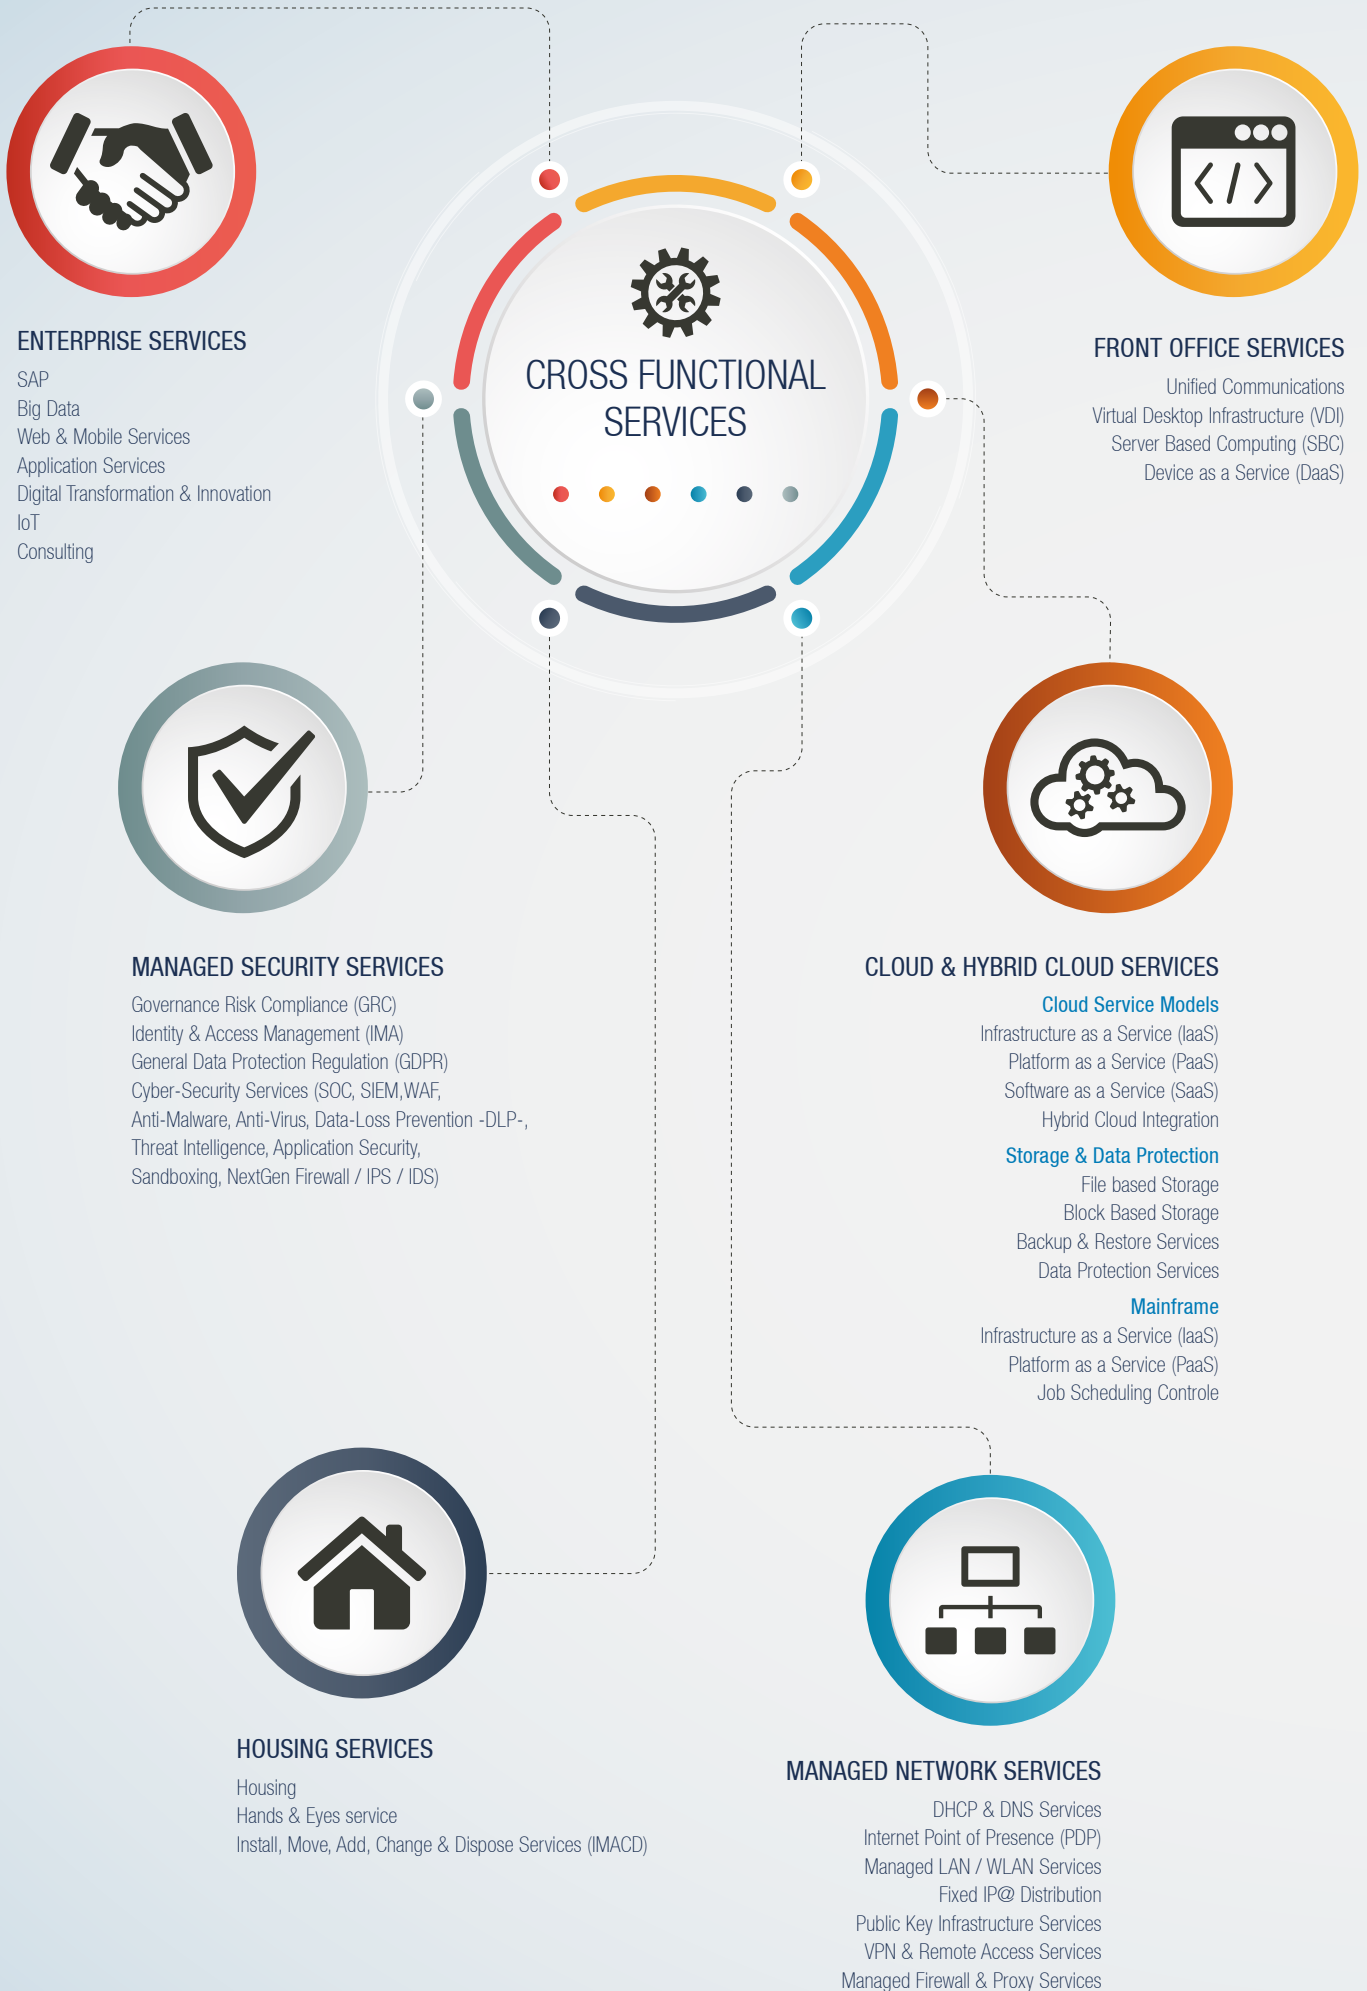 CROSS FUNCTIONAL
SERVICES
ENTERPRISE SERVICES
SAP
Big Data
Web & Mobile Services
Application Services
Digital Transformation & Innovation
IoT
Consulting
FRONT OFFICE SERVICES
Unified Communications
Virtual Desktop Infrastructure (VDI)
Server Based Computing (SBC)
Device as a Service (DaaS)
MANAGED SECURITY SERVICES
Governance Risk Compliance (GRC)
Identity & Access Management (IMA)
General Data Protection Regulation (GDPR)
Cyber-Security Services (SOC, SIEM,WAF,
Anti-Malware, Anti-Virus, Data-Loss Prevention -DLP-,
Threat Intelligence, Application Security,
Sandboxing, NextGen Firewall / IPS / IDS)
CLOUD & HYBRID CLOUD SERVICES
Cloud Service Models
Infrastructure as a Service (IaaS)
Platform as a Service (PaaS)
Software as a Service (SaaS)
Hybrid Cloud Integration
Storage & Data Protection
File based Storage
Block Based Storage
Backup & Restore Services
Data Protection Services
Mainframe
Infrastructure as a Service (IaaS)
Platform as a Service (PaaS)
Job Scheduling Controle
HOUSING SERVICES
Housing
Hands & Eyes service
Install, Move, Add, Change & Dispose Services (IMACD)
MANAGED NETWORK SERVICES
DHCP & DNS Services
Internet Point of Presence (PDP)
Managed LAN / WLAN Services
Fixed IP@ Distribution
Public Key Infrastructure Services
VPN & Remote Access Services
Managed Firewall & Proxy Services